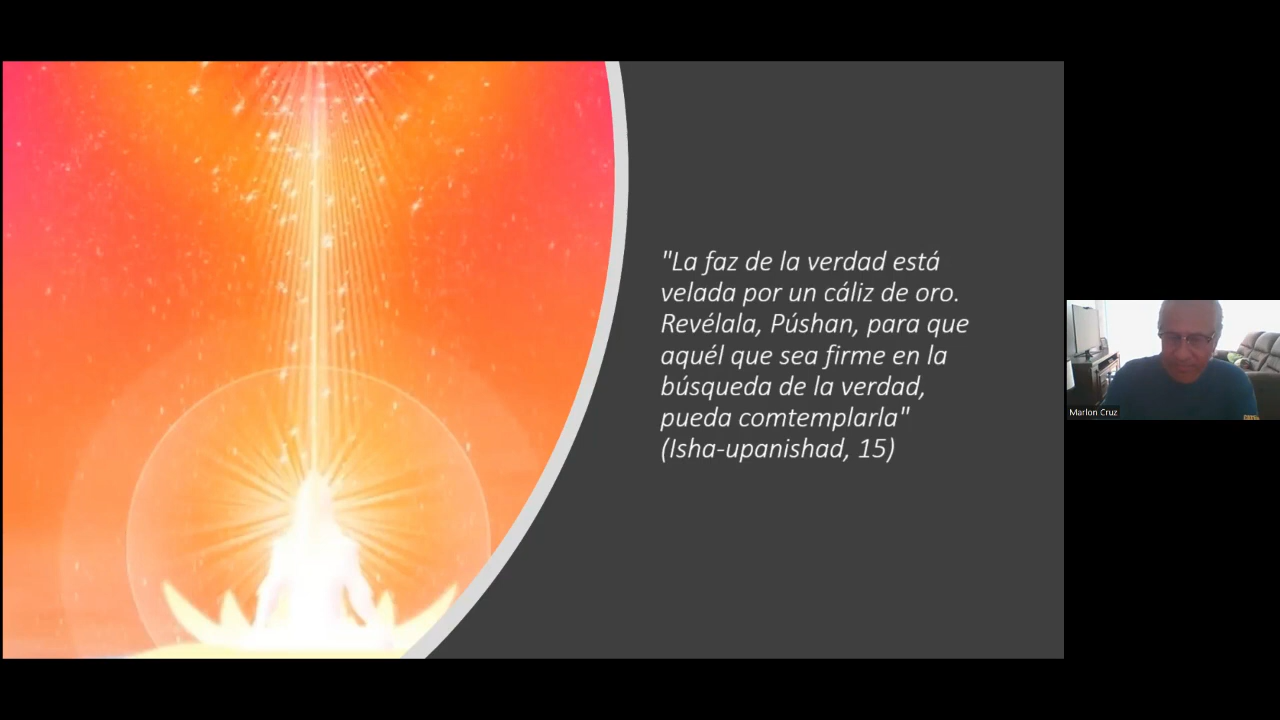 "La faz de la verdad está
velada por un cáliz de oro.
Revélala, Púshan, para que
aquél que sea firme en la
búsqueda de la verdad,
pueda comtemplarla"
(Isha-upanishad, 15)
Marlon Cruz